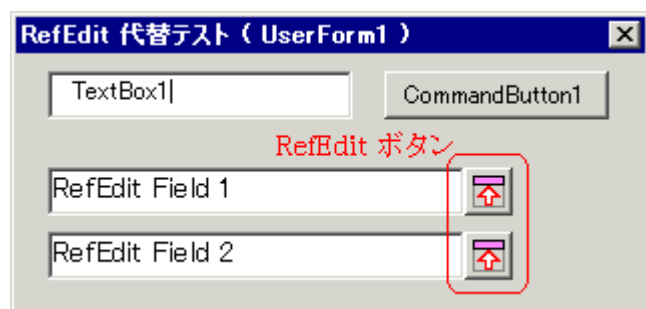 RefEdit 代替テスト ( UserForm1 )
TextBox1
CommandButton1
RefEdit ボタン
RefEdit Field 1
RefEdit Field 2